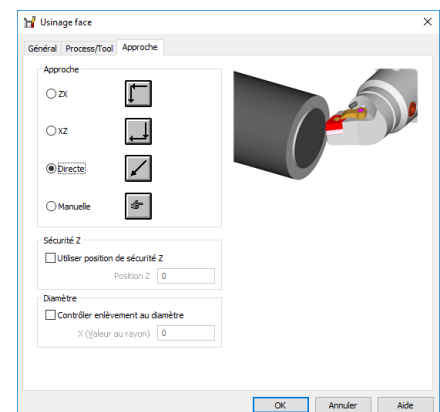 Usinage face
Général Process/Tool Approche
Approche
ZX
XZ
Directe
Manuelle
Sécurité Z
Utiliser position de sécurité Z
Position Z 0
Diamètre
Contrôler enlèvement au diamètre
X (Valeur au rayon) 0
OK Annuler Aide